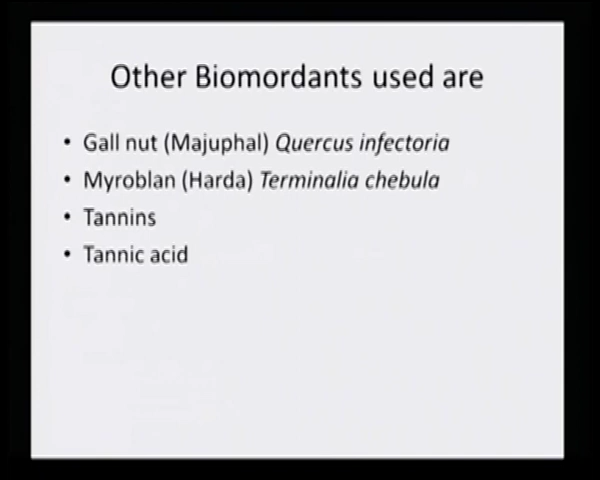 Other Biomordants used are
• Gall nut (Majuphal) Quercus infectoria
• Myroblan (Harda) Terminalia chebula
• Tannins
• Tannic acid